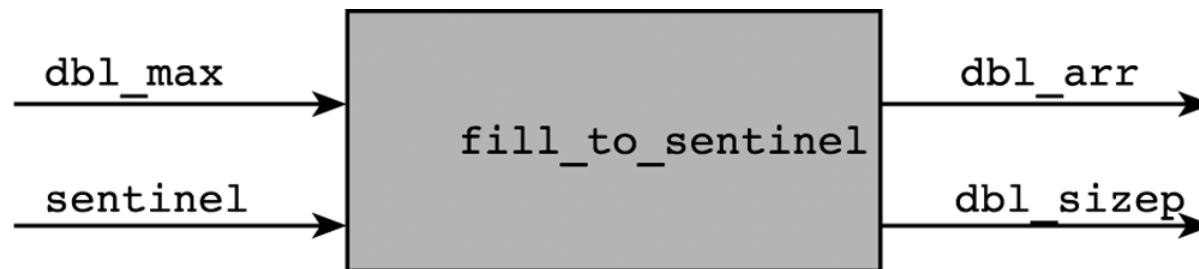 dbl_max
dbl_arr
fill_to_sentinel
sentinel
dbl_sizep